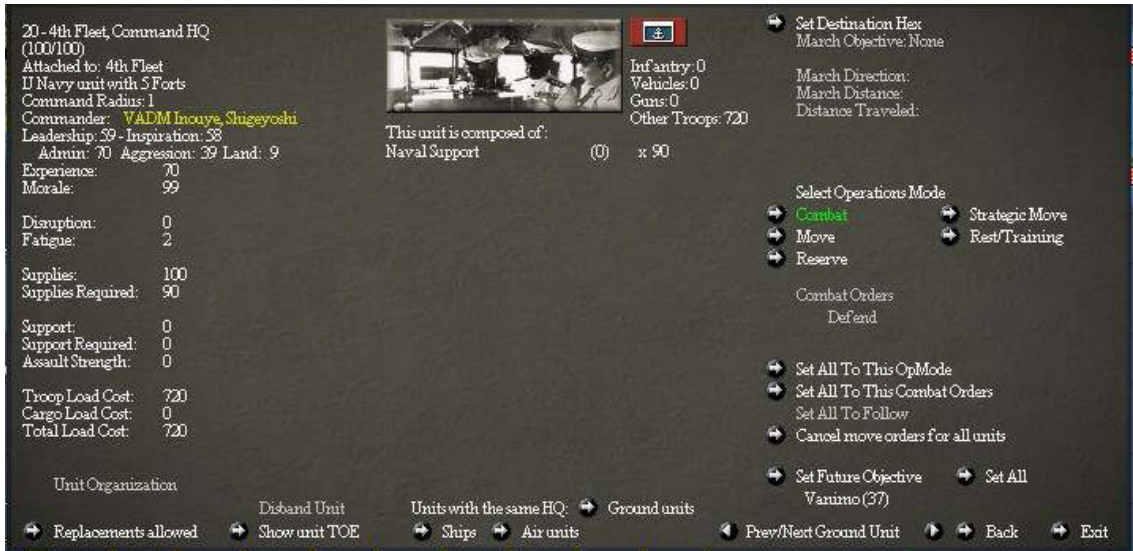 20 - 4th Fleet, Command HQ
(100/100)
Attached to: 4th Fleet
IJ Navy unit with 5 Forts
Command Radius: 1
Commander: VADM Inouye, Shigeyoshi
Leadership: 59 - Inspiration: 58
Admin: 70 Aggression: 39 Land: 9
Experience: 70
Morale: 99
Disruption: 0
Fatigue: 2
Supplies: 100
Supplies Required: 90
Support: 0
Support Required: 0
Assault Strength: 0
Troop Load Cost: 720
Cargo Load Cost: 0
Total Load Cost: 720
Unit Organization
Infantry: 0
Vehicles: 0
Guns: 0
Other Troops: 720
This unit is composed of:
Naval Support (0) x 90
Set Destination Hex
March Objective: None
March Direction:
March Distance:
Distance Traveled:
Select Operations Mode
Combat Strategic Move
Move Rest/Training
Reserve
Combat Orders
Defend
Set All To This OpMode
Set All To This Combat Orders
Set All To Follow
Cancel move orders for all units
Set Future Objective Set All
Vanimo (37)
Disband Unit Units with the same HQ: Ground units
Replacements allowed Show unit TOE Ships Air units Prev/Next Ground Unit Back Exit